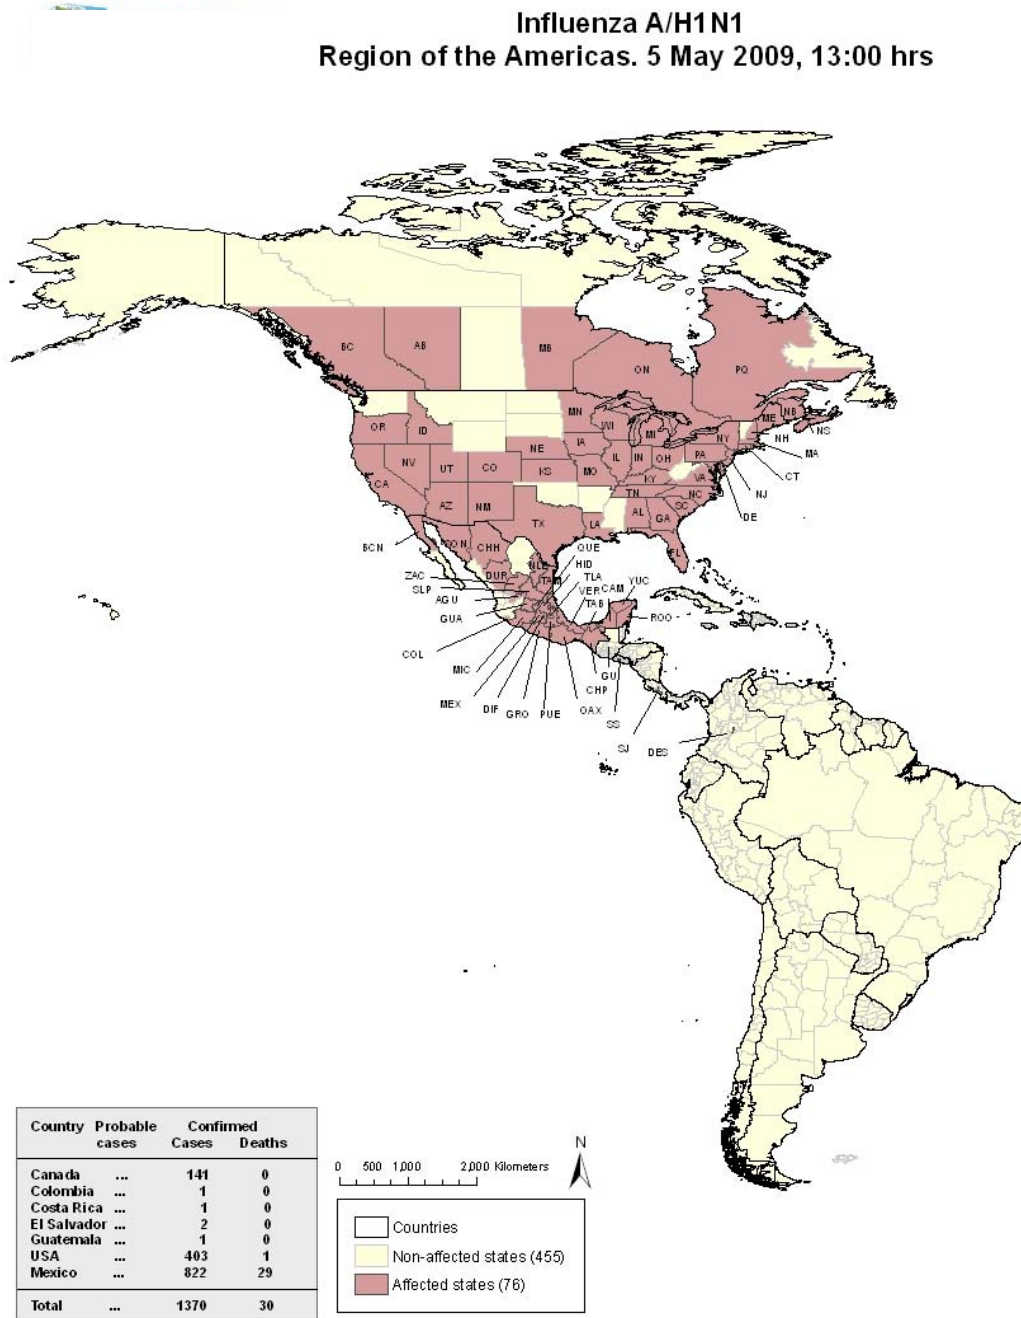 Influenza A/H1N1
Region of the Americas. 5 May 2009, 13:00 hrs
BC
AB
MB
ON
PQ
MN
WI
MI
ME
NB
NS
OR
ID
NY
NH
MA
NE
IA
IL
IN
OH
PA
CT
NV
UT
CO
KS
MO
KY
VA
NJ
CA
TN
NC
DE
AZ
NM
SC
AL
GA
TX
LA
FL
BCN
SON
CHH
QUE
NLE
HID
ZAC
DUR
TAM
TLA
SLP
VER
CAM
YUC
AGU
TAB
GUA
ROO
COL
MIC
GU
CHP
MEX
DIF
GRO
PUE
OAX
SS
SJ
DES
Country Probable cases Confirmed Cases Deaths
Canada ... 141 0
Colombia ... 1 0
Costa Rica ... 1 0
El Salvador ... 2 0
Guatemala ... 1 0
USA ... 403 1
Mexico ... 822 29
Total ... 1370 30
N
0 500 1,000 2,000 Kilometers
Countries
Non-affected states (455)
Affected states (76)